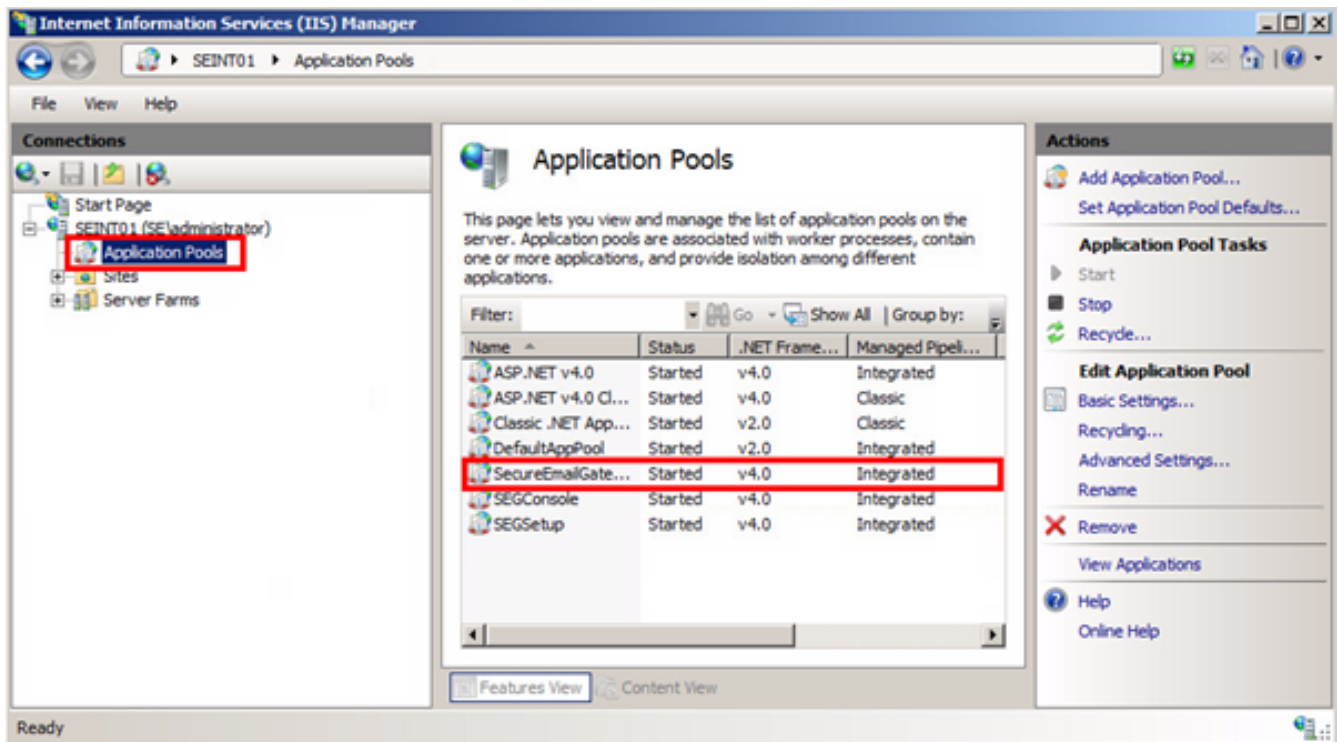 Internet Information Services (IIS) Manager
SEINT01 Application Pools
File View Help
Connections
Start Page
SEINT01 (SE\administrator)
Application Pools
Sites
Server Farms
Application Pools
This page lets you view and manage the list of application pools on the
server. Application pools are associated with worker processes, contain
one or more applications, and provide isolation among different
applications.
Filter: Go Show All Group by:
Name Status .NET Frame... Managed Pipeli...
ASP.NET v4.0 Started v4.0 Integrated
ASP.NET v4.0 Cl... Started v4.0 Classic
Classic .NET App... Started v2.0 Classic
DefaultAppPool Started v2.0 Integrated
SecureEmailGate... Started v4.0 Integrated
SEGConsole Started v4.0 Integrated
SEGSetup Started v4.0 Integrated
Features View Content View
Actions
Add Application Pool...
Set Application Pool Defaults...
Application Pool Tasks
Start
Stop
Recycle...
Edit Application Pool
Basic Settings...
Recycling...
Advanced Settings...
Rename
Remove
View Applications
Help
Online Help
Ready